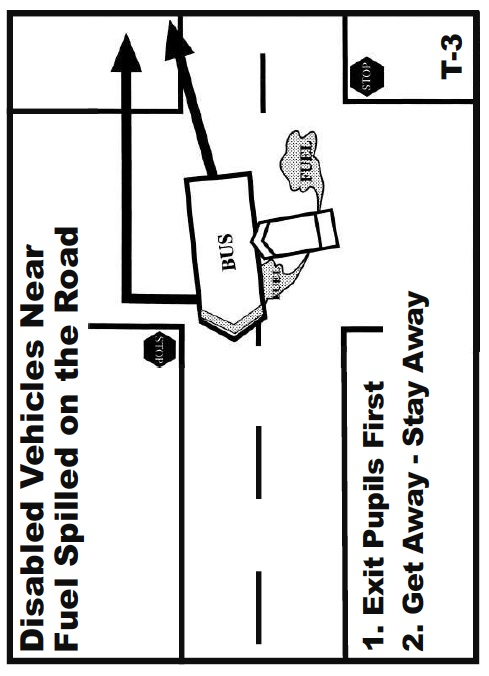 Disabled Vehicles Near
Fuel Spilled on the Road
STOP
BUS
FUEL
FUEL
STOP
T-3
1. Exit Pupils First
2. Get Away - Stay Away